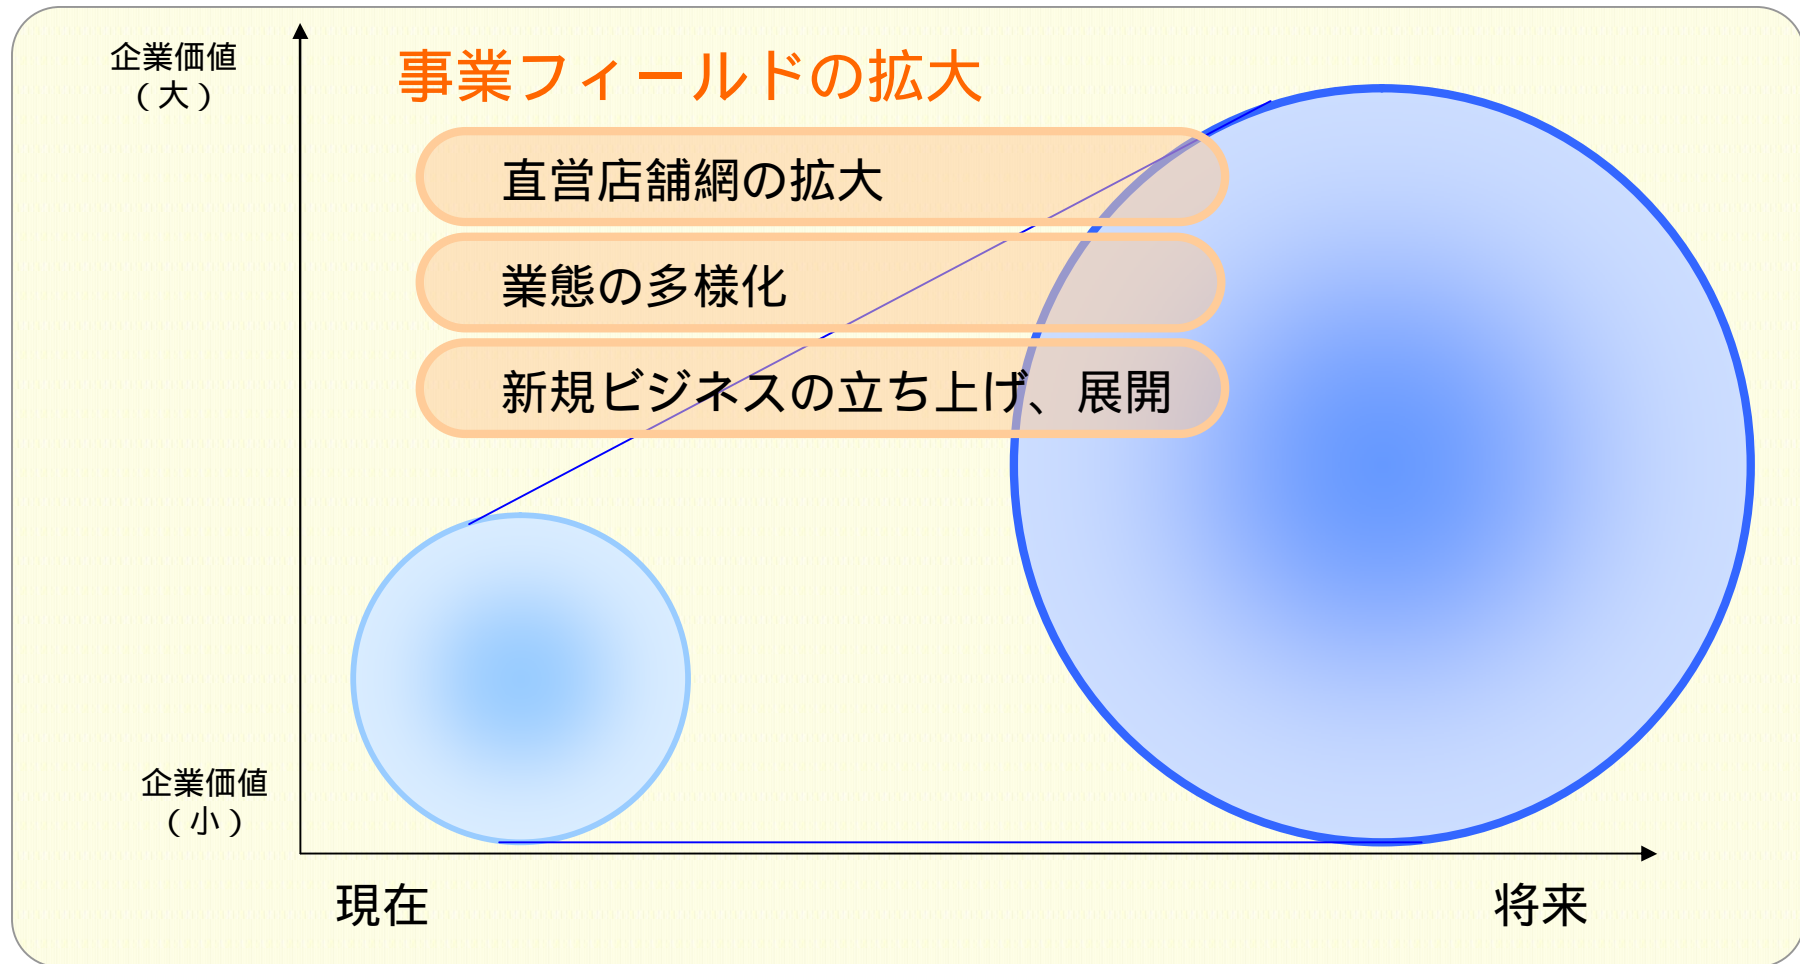 企業価値
（大）
事業フィールドの拡大
直営店舗網の拡大
業態の多様化
新規ビジネスの立ち上げ、展開
企業価値
（小）
現在
将来